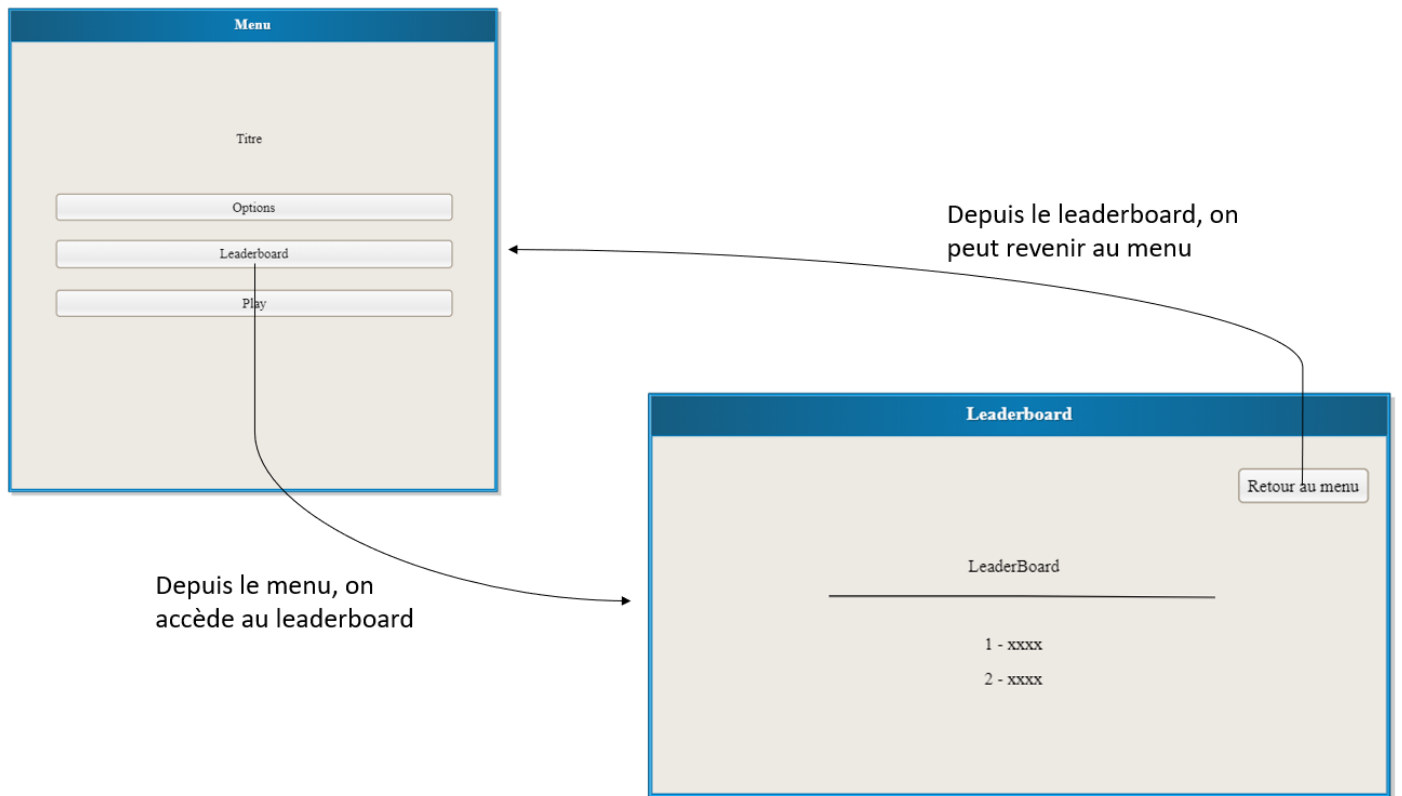 Menu
Titre
Options
Leaderboard
Play
Depuis le leaderboard, on
peut revenir au menu
Leaderboard
Retour au menu
LeaderBoard
1 - xxxx
2 - xxxx
Depuis le menu, on
accède au leaderboard